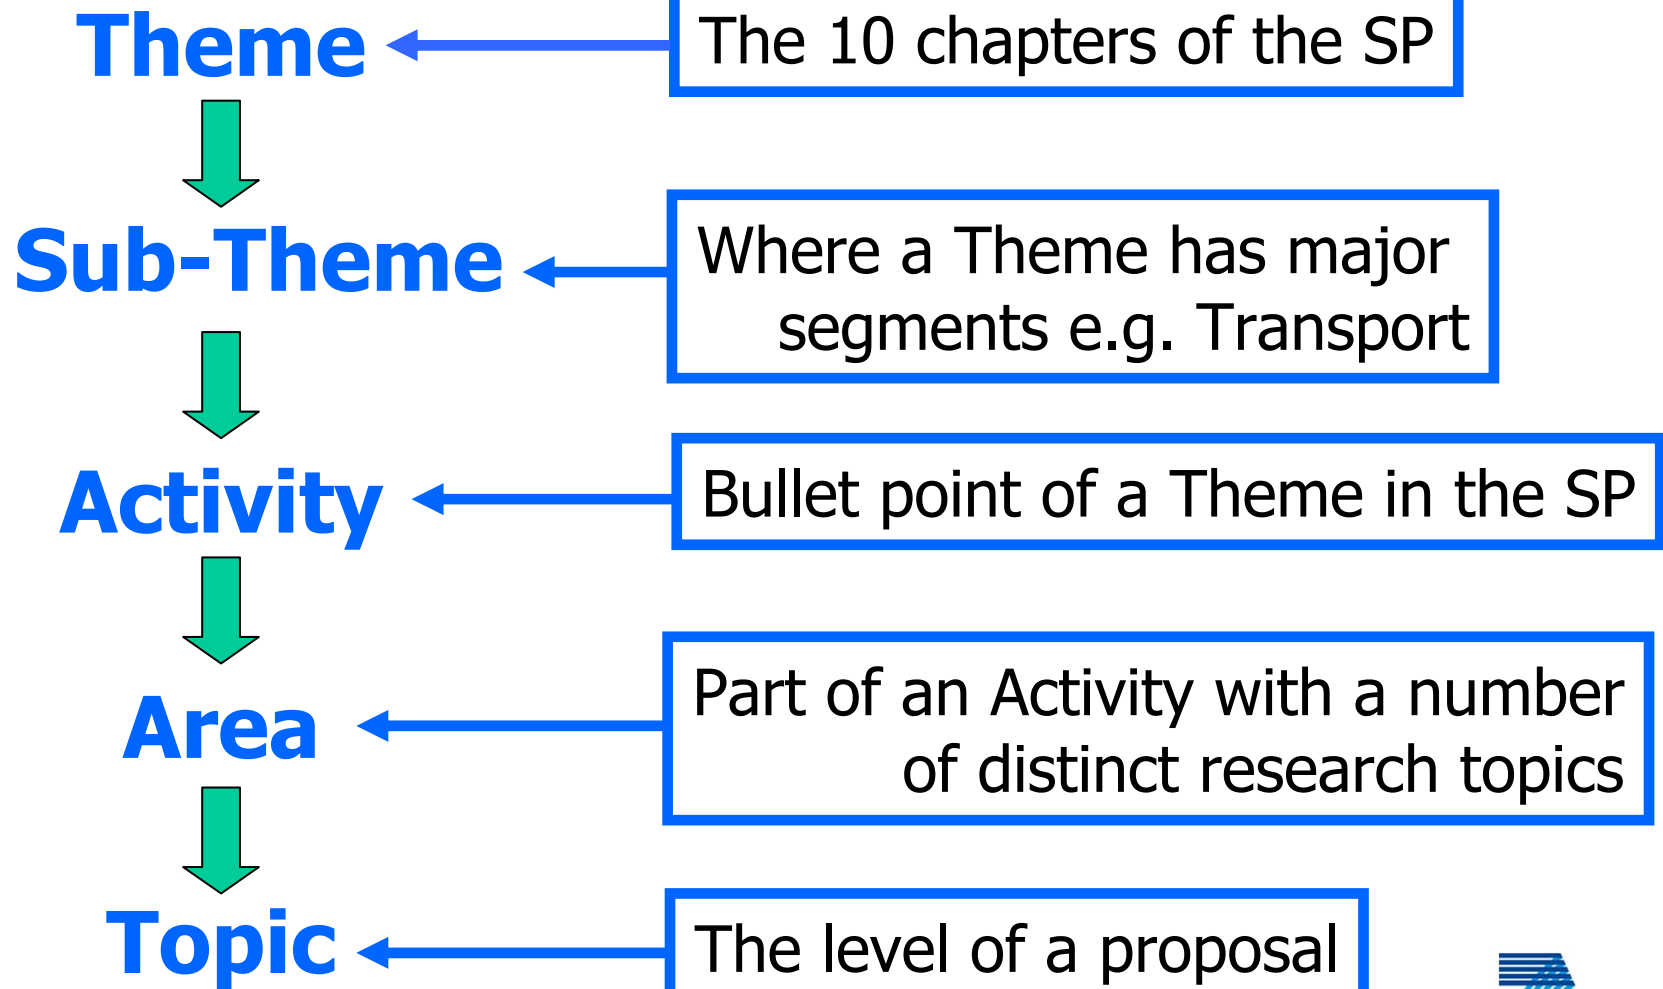 Theme
The 10 chapters of the SP
Sub-Theme
Where a Theme has major
segments e.g. Transport
Activity
Bullet point of a Theme in the SP
Area
Part of an Activity with a number
of distinct research topics
Topic
The level of a proposal